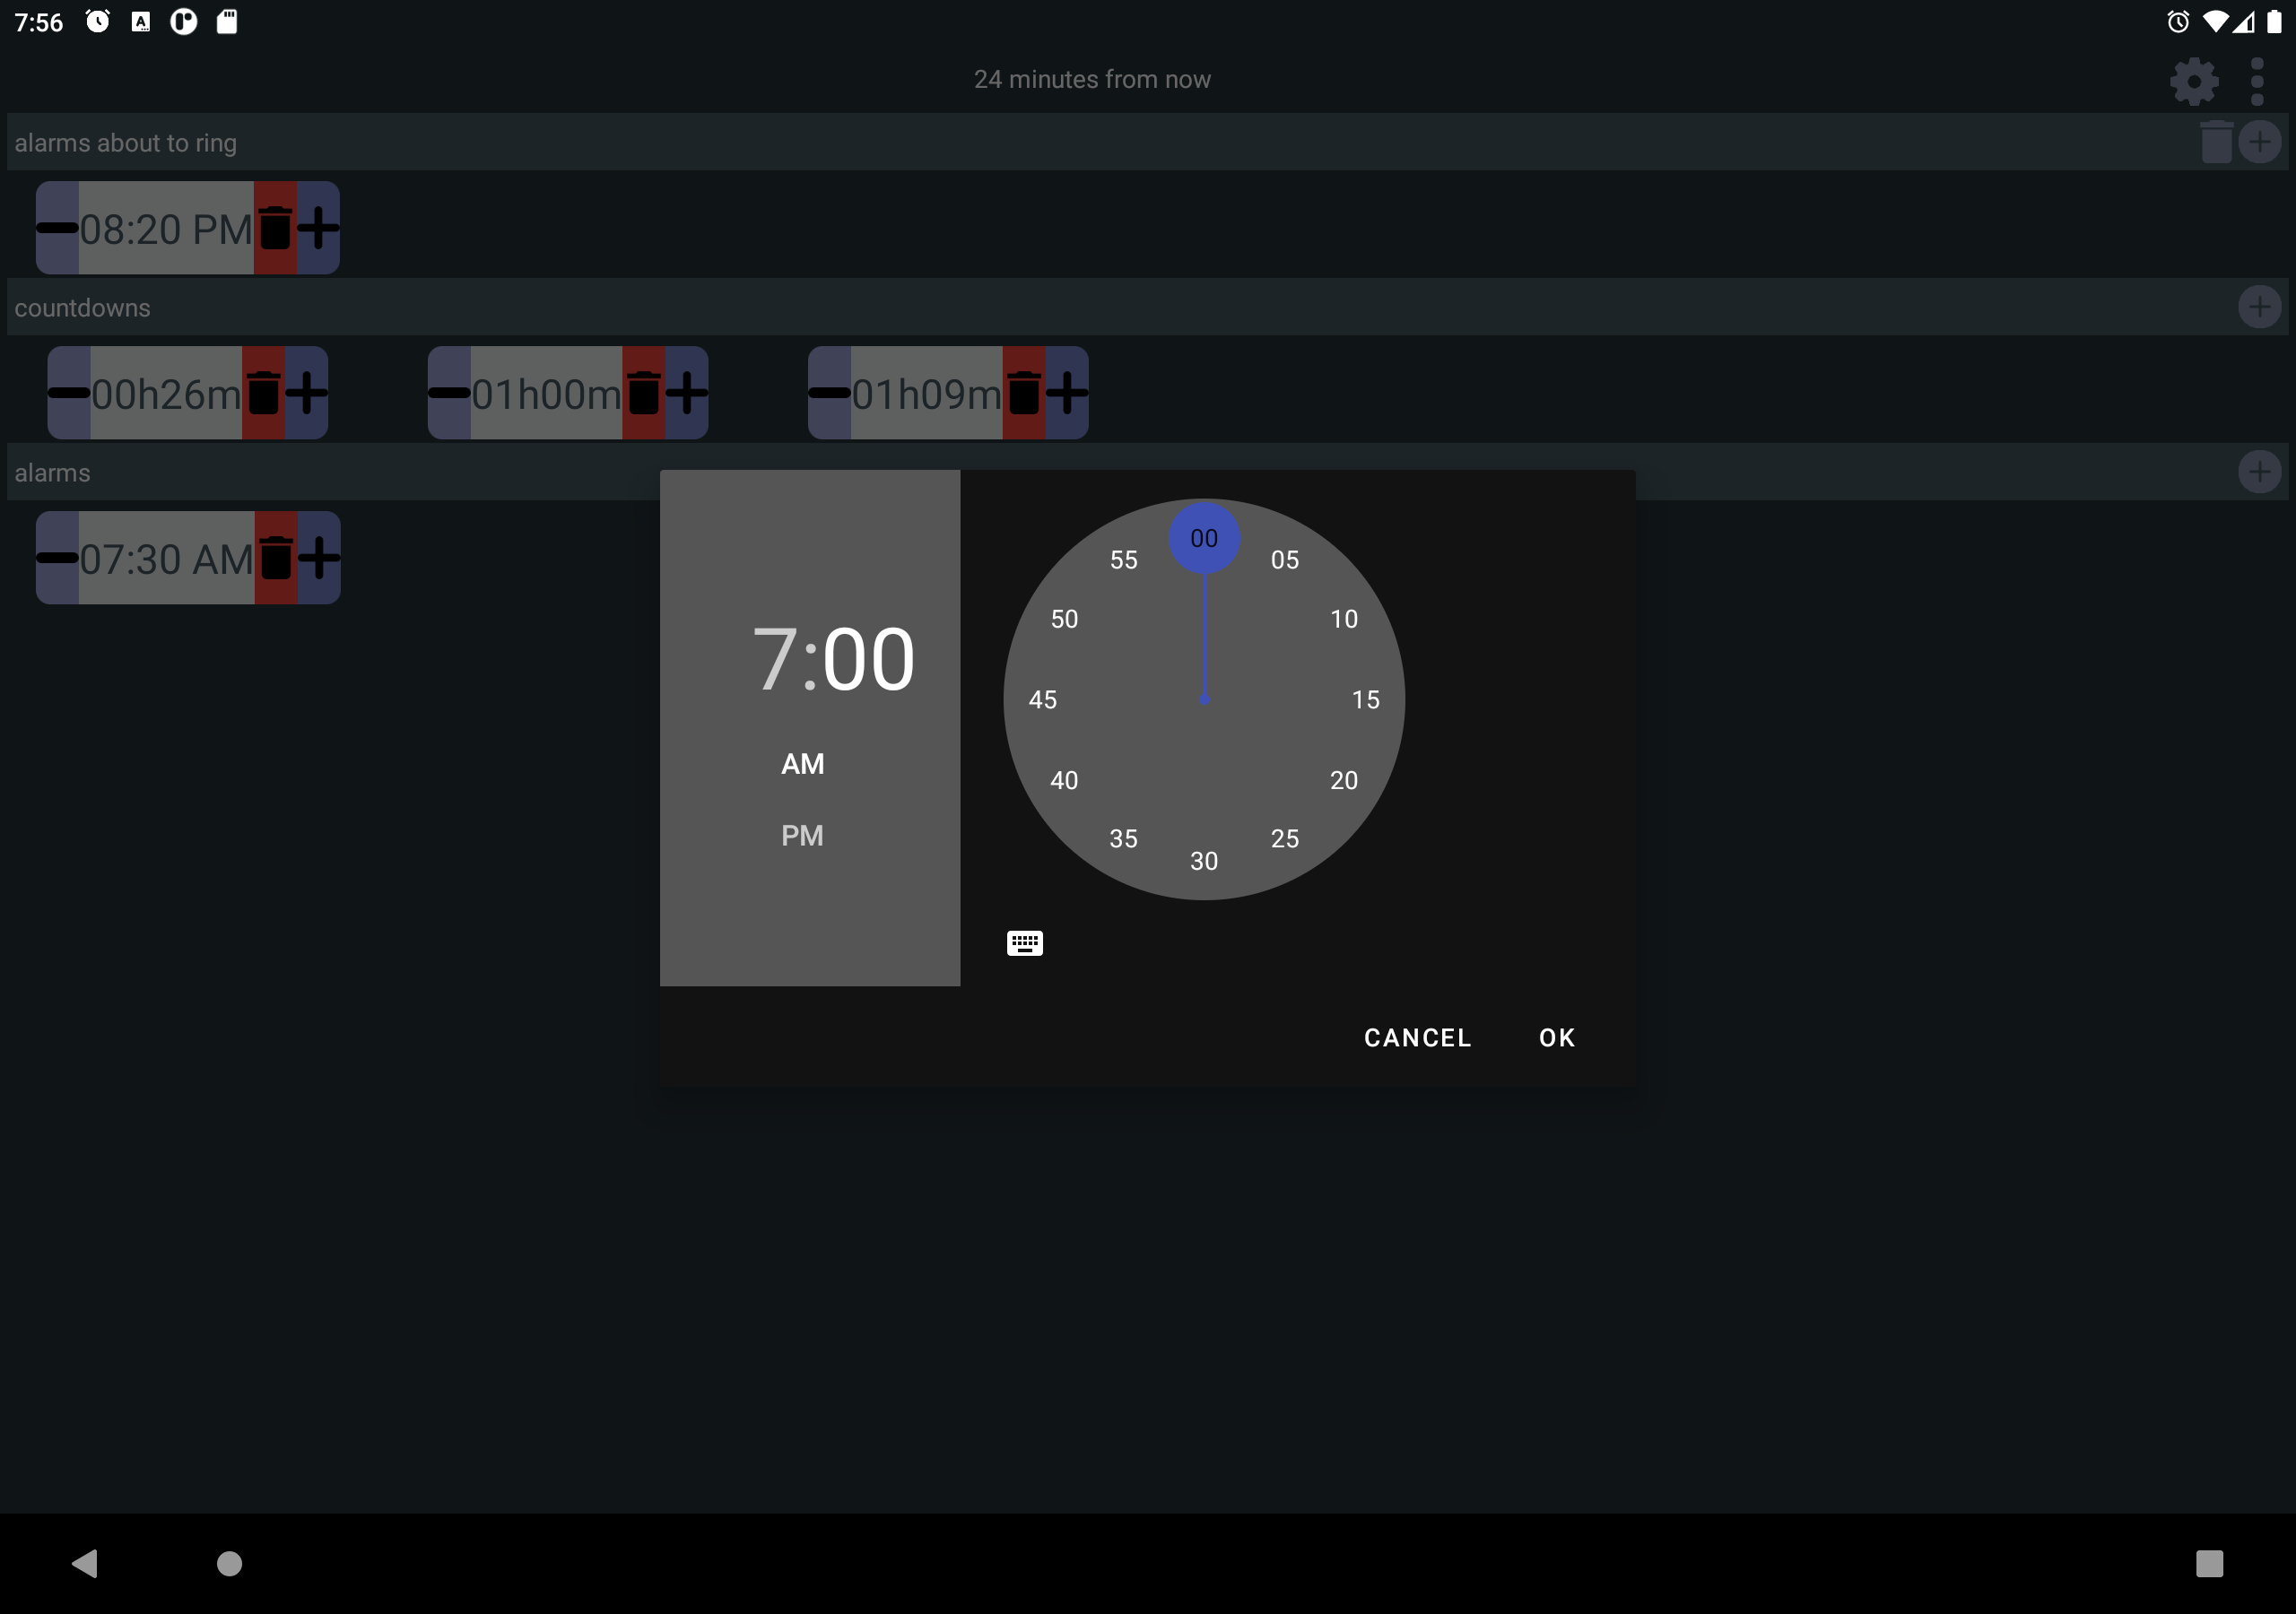 7:56
24 minutes from now
alarms about to ring
08:20 PM
countdowns
00h26m 01h00m 01h09m
alarms
07:30 AM
7:00
AM
PM
00
55 05
50 10
45 15
40 20
35 25
30
CANCEL OK